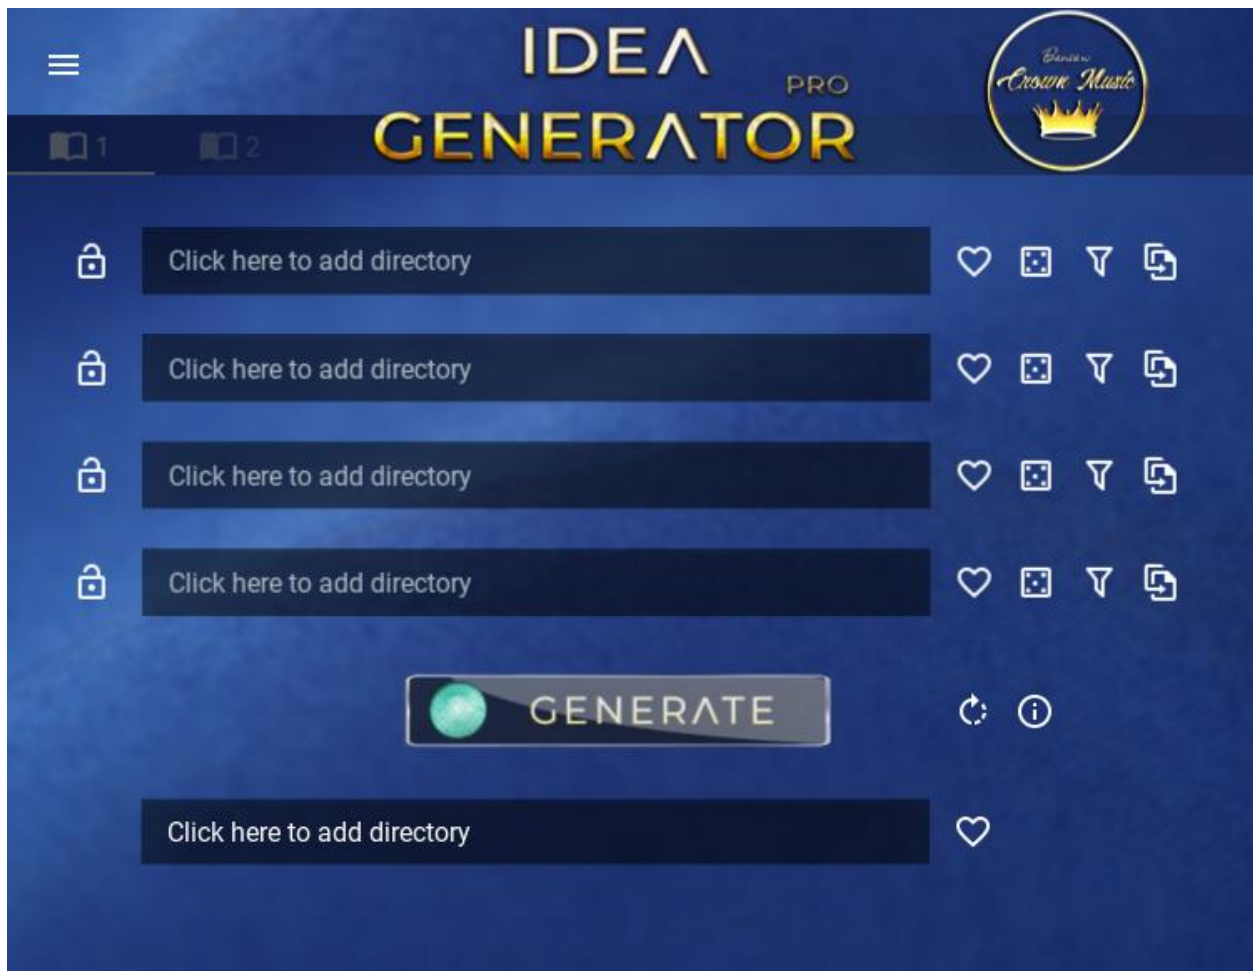 IDEA
PRO
GENERATOR
Crown Music
1
2
Click here to add directory
Click here to add directory
Click here to add directory
Click here to add directory
GENERATE
Click here to add directory